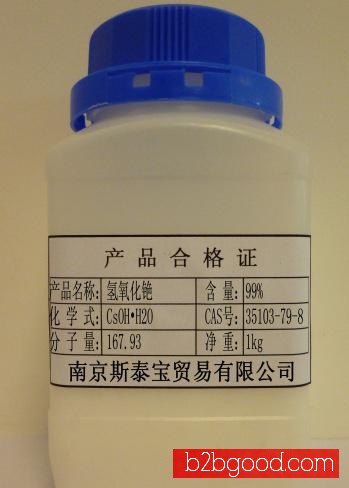 产品合格证
产品名称: 氢氧化铯 含量: 99%
化学式: CsOH·H2O CAS号: 35103-79-8
分子量: 167.93 净重: 1kg
南京斯泰宝贸易有限公司
b2bgood.com